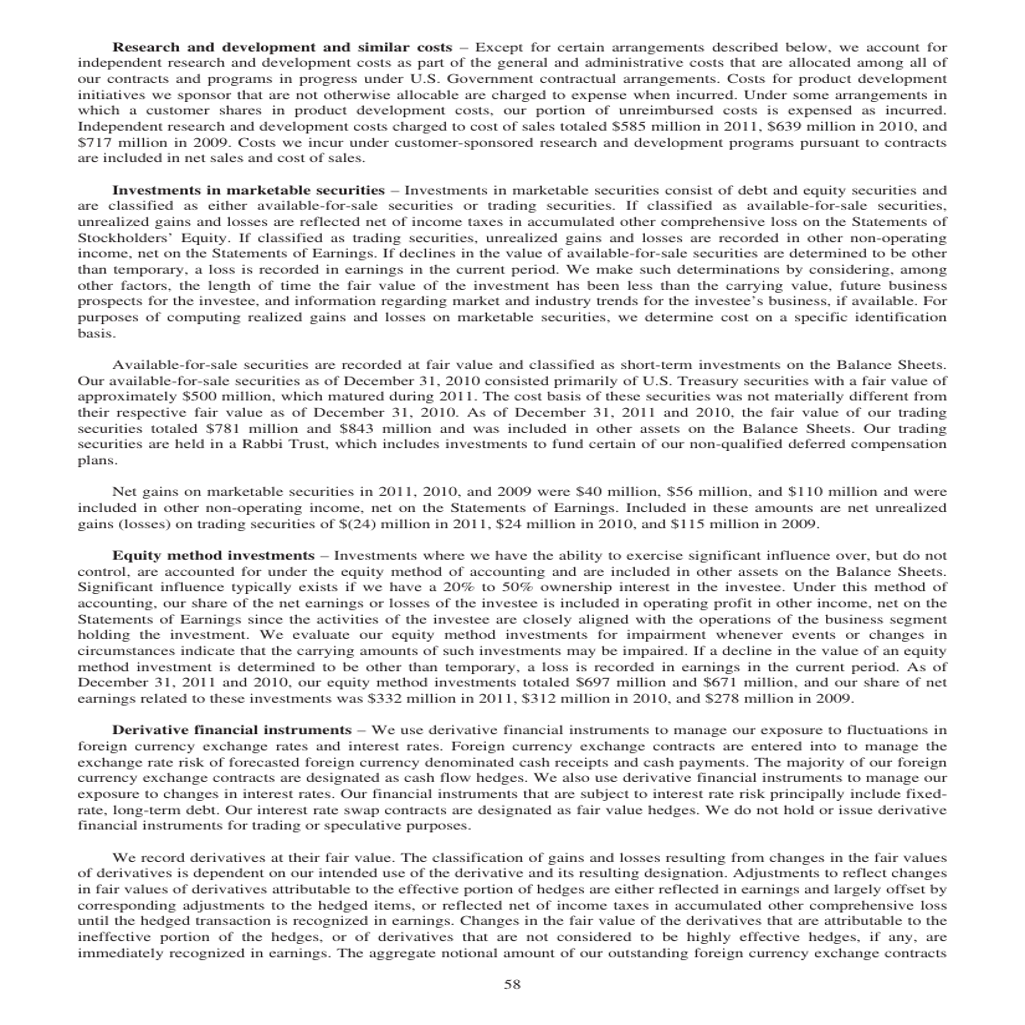 Research and development and similar costs – Except for certain arrangements described below, we account for
independent research and development costs as part of the general and administrative costs that are allocated among all of
our contracts and programs in progress under U.S. Government contractual arrangements. Costs for product development
initiatives we sponsor that are not otherwise allocable are charged to expense when incurred. Under some arrangements in
which a customer shares in product development costs, our portion of unreimbursed costs is expensed as incurred.
Independent research and development costs charged to cost of sales totaled $585 million in 2011, $639 million in 2010, and
$717 million in 2009. Costs we incur under customer-sponsored research and development programs pursuant to contracts
are included in net sales and cost of sales.
Investments in marketable securities – Investments in marketable securities consist of debt and equity securities and
are classified as either available-for-sale securities or trading securities. If classified as available-for-sale securities,
unrealized gains and losses are reflected net of income taxes in accumulated other comprehensive loss on the Statements of
Stockholders' Equity. If classified as trading securities, unrealized gains and losses are recorded in other non-operating
income, net on the Statements of Earnings. If declines in the value of available-for-sale securities are determined to be other
than temporary, a loss is recorded in earnings in the current period. We make such determinations by considering, among
other factors, the length of time the fair value of the investment has been less than the carrying value, future business
prospects for the investee, and information regarding market and industry trends for the investee's business, if available. For
purposes of computing realized gains and losses on marketable securities, we determine cost on a specific identification
basis.
Available-for-sale securities are recorded at fair value and classified as short-term investments on the Balance Sheets.
Our available-for-sale securities as of December 31, 2010 consisted primarily of U.S. Treasury securities with a fair value of
approximately $500 million, which matured during 2011. The cost basis of these securities was not materially different from
their respective fair value as of December 31, 2010. As of December 31, 2011 and 2010, the fair value of our trading
securities totaled $781 million and $843 million and was included in other assets on the Balance Sheets. Our trading
securities are held in a Rabbi Trust, which includes investments to fund certain of our non-qualified deferred compensation
plans.
Net gains on marketable securities in 2011, 2010, and 2009 were $40 million, $56 million, and $110 million and were
included in other non-operating income, net on the Statements of Earnings. Included in these amounts are net unrealized
gains (losses) on trading securities of $(24) million in 2011, $24 million in 2010, and $115 million in 2009.
Equity method investments – Investments where we have the ability to exercise significant influence over, but do not
control, are accounted for under the equity method of accounting and are included in other assets on the Balance Sheets.
Significant influence typically exists if we have a 20% to 50% ownership interest in the investee. Under this method of
accounting, our share of the net earnings or losses of the investee is included in operating profit in other income, net on the
Statements of Earnings since the activities of the investee are closely aligned with the operations of the business segment
holding the investment. We evaluate our equity method investments for impairment whenever events or changes in
circumstances indicate that the carrying amounts of such investments may be impaired. If a decline in the value of an equity
method investment is determined to be other than temporary, a loss is recorded in earnings in the current period. As of
December 31, 2011 and 2010, our equity method investments totaled $697 million and $671 million, and our share of net
earnings related to these investments was $332 million in 2011, $312 million in 2010, and $278 million in 2009.
Derivative financial instruments – We use derivative financial instruments to manage our exposure to fluctuations in
foreign currency exchange rates and interest rates. Foreign currency exchange contracts are entered into to manage the
exchange rate risk of forecasted foreign currency denominated cash receipts and cash payments. The majority of our foreign
currency exchange contracts are designated as cash flow hedges. We also use derivative financial instruments to manage our
exposure to changes in interest rates. Our financial instruments that are subject to interest rate risk principally include fixed-
rate, long-term debt. Our interest rate swap contracts are designated as fair value hedges. We do not hold or issue derivative
financial instruments for trading or speculative purposes.
We record derivatives at their fair value. The classification of gains and losses resulting from changes in the fair values
of derivatives is dependent on our intended use of the derivative and its resulting designation. Adjustments to reflect changes
in fair values of derivatives attributable to the effective portion of hedges are either reflected in earnings and largely offset by
corresponding adjustments to the hedged items, or reflected net of income taxes in accumulated other comprehensive loss
until the hedged transaction is recognized in earnings. Changes in the fair value of the derivatives that are attributable to the
ineffective portion of the hedges, or of derivatives that are not considered to be highly effective hedges, if any, are
immediately recognized in earnings. The aggregate notional amount of our outstanding foreign currency exchange contracts
58